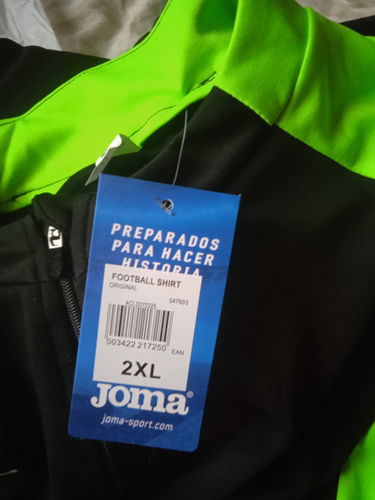 PREPARADOS
PARA HACER
HISTORIA
FOOTBALL SHIRT
ORIGINAL
047603
003422 217250
EAN
2XL
Joma
joma-sport.com